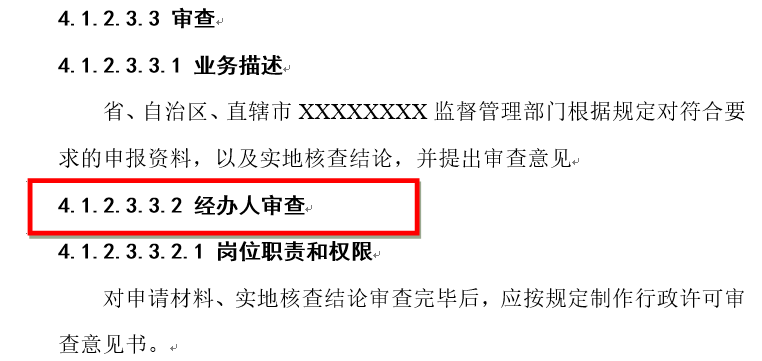 4.1.2.3.3 审查
4.1.2.3.3.1 业务描述
省、自治区、直辖市 XXXXXXXX 监督管理部门根据规定对符合要
求的申报资料，以及实地核查结论，并提出审查意见
4.1.2.3.3.2 经办人审查
4.1.2.3.3.2.1 岗位职责和权限
对申请材料、实地核查结论审查完毕后，应按规定制作行政许可审
查意见书。